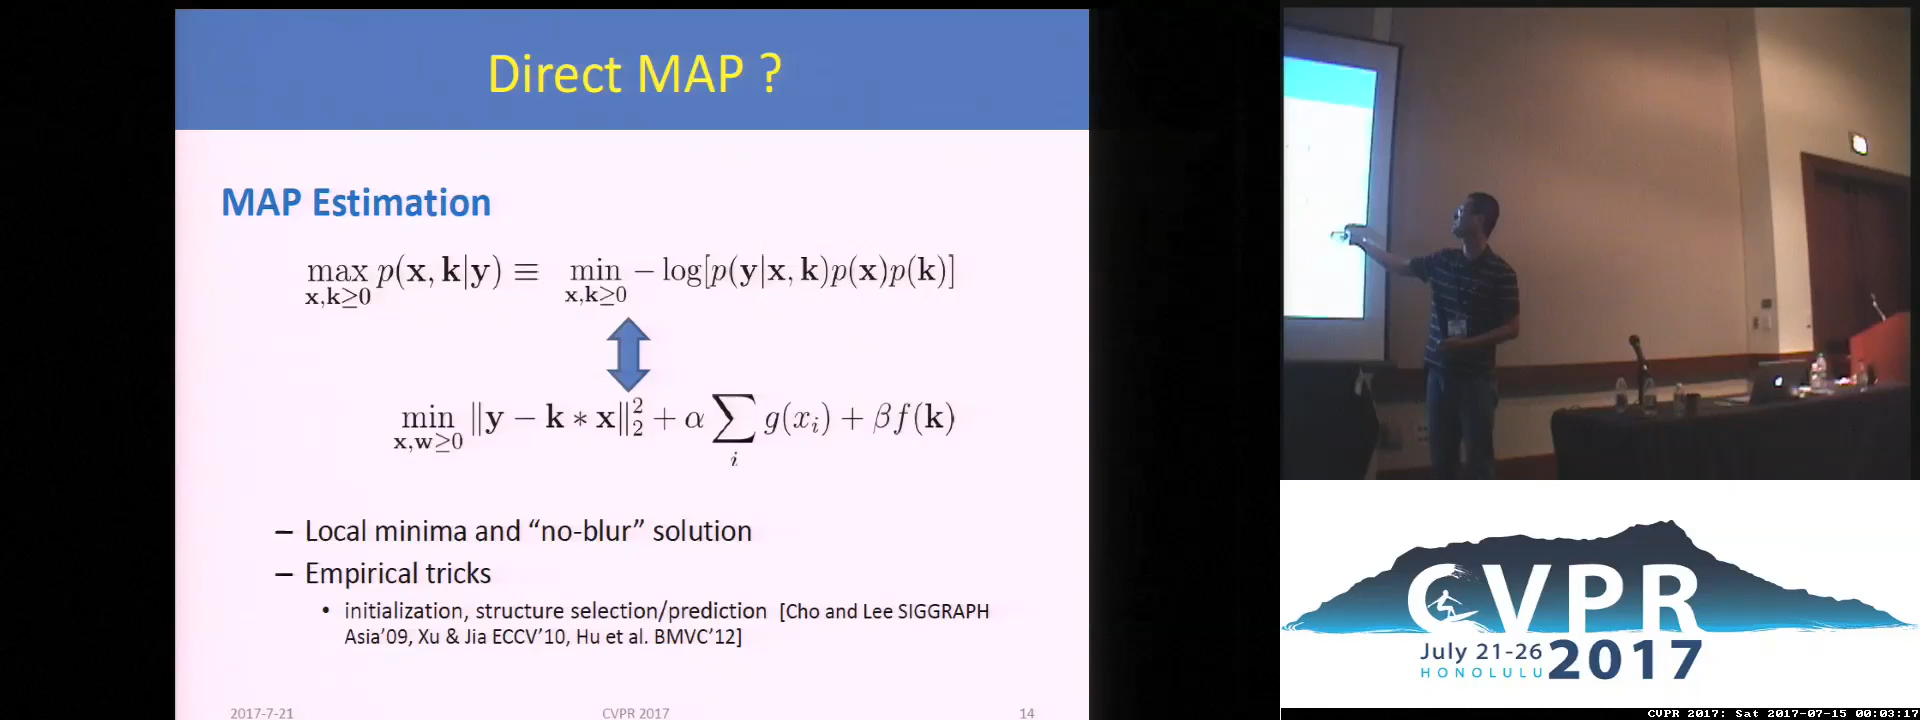 Direct MAP ?
MAP Estimation
max p(x, k|y) ≡ min − log[p(y|x, k)p(x)p(k)]
x,k≥0 x,k≥0
min ‖y − k ∗ x‖₂² + α ∑ g(xᵢ) + βf(k)
x,w≥0 i
– Local minima and “no-blur” solution
– Empirical tricks
• initialization, structure selection/prediction [Cho and Lee SIGGRAPH
Asia’09, Xu & Jia ECCV’10, Hu et al. BMVC’12]
2017-7-21 CVPR 2017 14
CVPR
July 21-26
HONOLULU
2017
CVPR 2017: Sat 2017-07-15 00:03:17